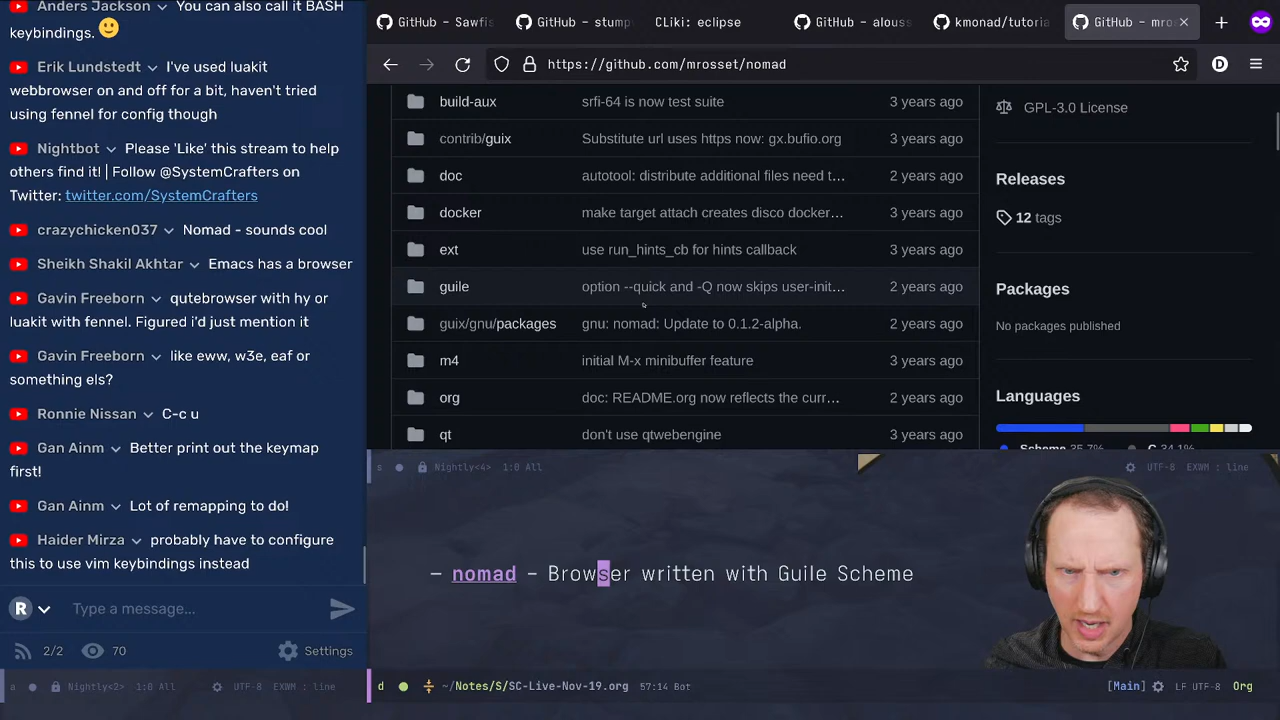 Anders Jackson You can also call it BASH
keybindings. 🙂
Erik Lundstedt I've used luakit
webbrowser on and off for a bit, haven't tried
using fennel for config though
Nightbot Please 'Like' this stream to help
others find it! | Follow @SystemCrafters on
Twitter: twitter.com/SystemCrafters
crazychicken037 Nomad - sounds cool
Sheikh Shakil Akhtar Emacs has a browser
Gavin Freeborn qutebrowser with hy or
luakit with fennel. Figured i'd just mention it
Gavin Freeborn like eww, w3e, eaf or
something els?
Ronnie Nissan C-c u
Gan Ainm Better print out the keymap
first!
Gan Ainm Lot of remapping to do!
Haider Mirza probably have to configure
this to use vim keybindings instead
R Type a message...
2/2 70 Settings
a Nightly<2> 1:0 All UTF-8 EXWM : line
GitHub - Sawfis GitHub - stump CLiki: eclipse GitHub - alouss kmonad/tutoria GitHub - mro
https://github.com/mrosset/nomad D
build-aux srfi-64 is now test suite 3 years ago
contrib/guix Substitute url uses https now: gx.bufio.org 3 years ago
doc autotool: distribute additional files need t... 2 years ago
docker make target attach creates disco docker... 3 years ago
ext use run_hints_cb for hints callback 3 years ago
guile option --quick and -Q now skips user-init... 2 years ago
guix/gnu/packages gnu: nomad: Update to 0.1.2-alpha. 2 years ago
m4 initial M-x minibuffer feature 3 years ago
org doc: README.org now reflects the curr... 2 years ago
qt don't use qtwebengine 3 years ago
GPL-3.0 License
Releases
12 tags
Packages
No packages published
Languages
Scheme 35.7% C 34.1%
s Nightly<4> 1:0 All UTF-8 EXWM : line
– nomad – Browser written with Guile Scheme
d ~/Notes/S/SC-Live-Nov-19.org 57:14 Bot [Main] LF UTF-8 Org